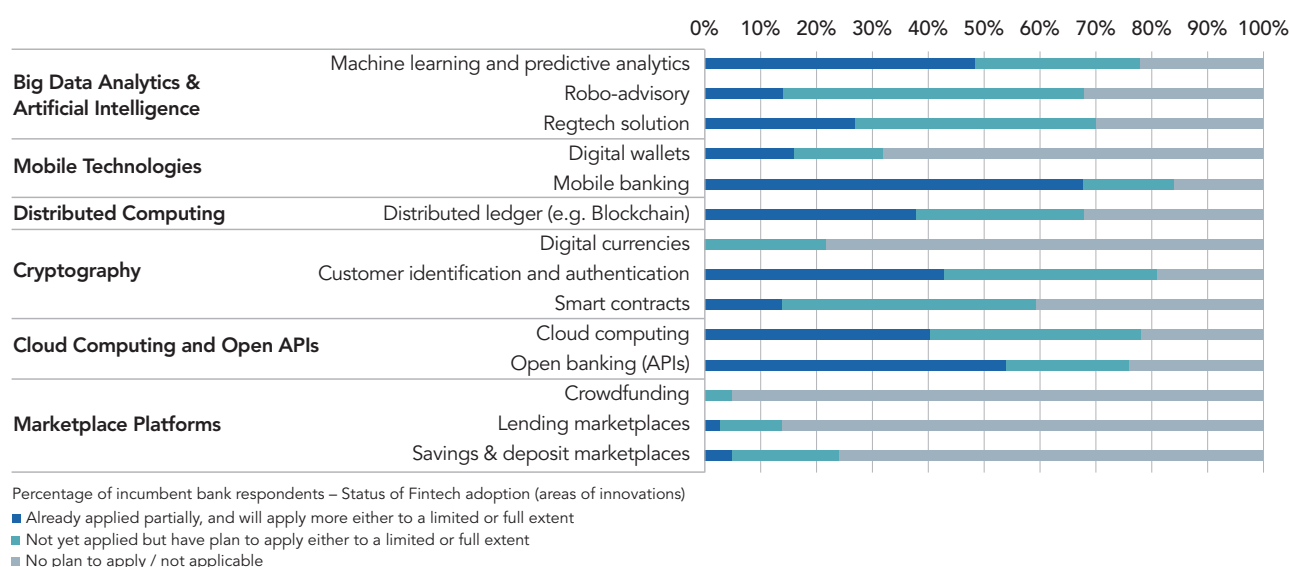 0% 10% 20% 30% 40% 50% 60% 70% 80% 90% 100%
Big Data Analytics &
Artificial Intelligence
Machine learning and predictive analytics
Robo-advisory
Regtech solution
Mobile Technologies
Digital wallets
Mobile banking
Distributed Computing
Distributed ledger (e.g. Blockchain)
Cryptography
Digital currencies
Customer identification and authentication
Smart contracts
Cloud Computing and Open APIs
Cloud computing
Open banking (APIs)
Marketplace Platforms
Crowdfunding
Lending marketplaces
Savings & deposit marketplaces
Percentage of incumbent bank respondents – Status of Fintech adoption (areas of innovations)
Already applied partially, and will apply more either to a limited or full extent
Not yet applied but have plan to apply either to a limited or full extent
No plan to apply / not applicable